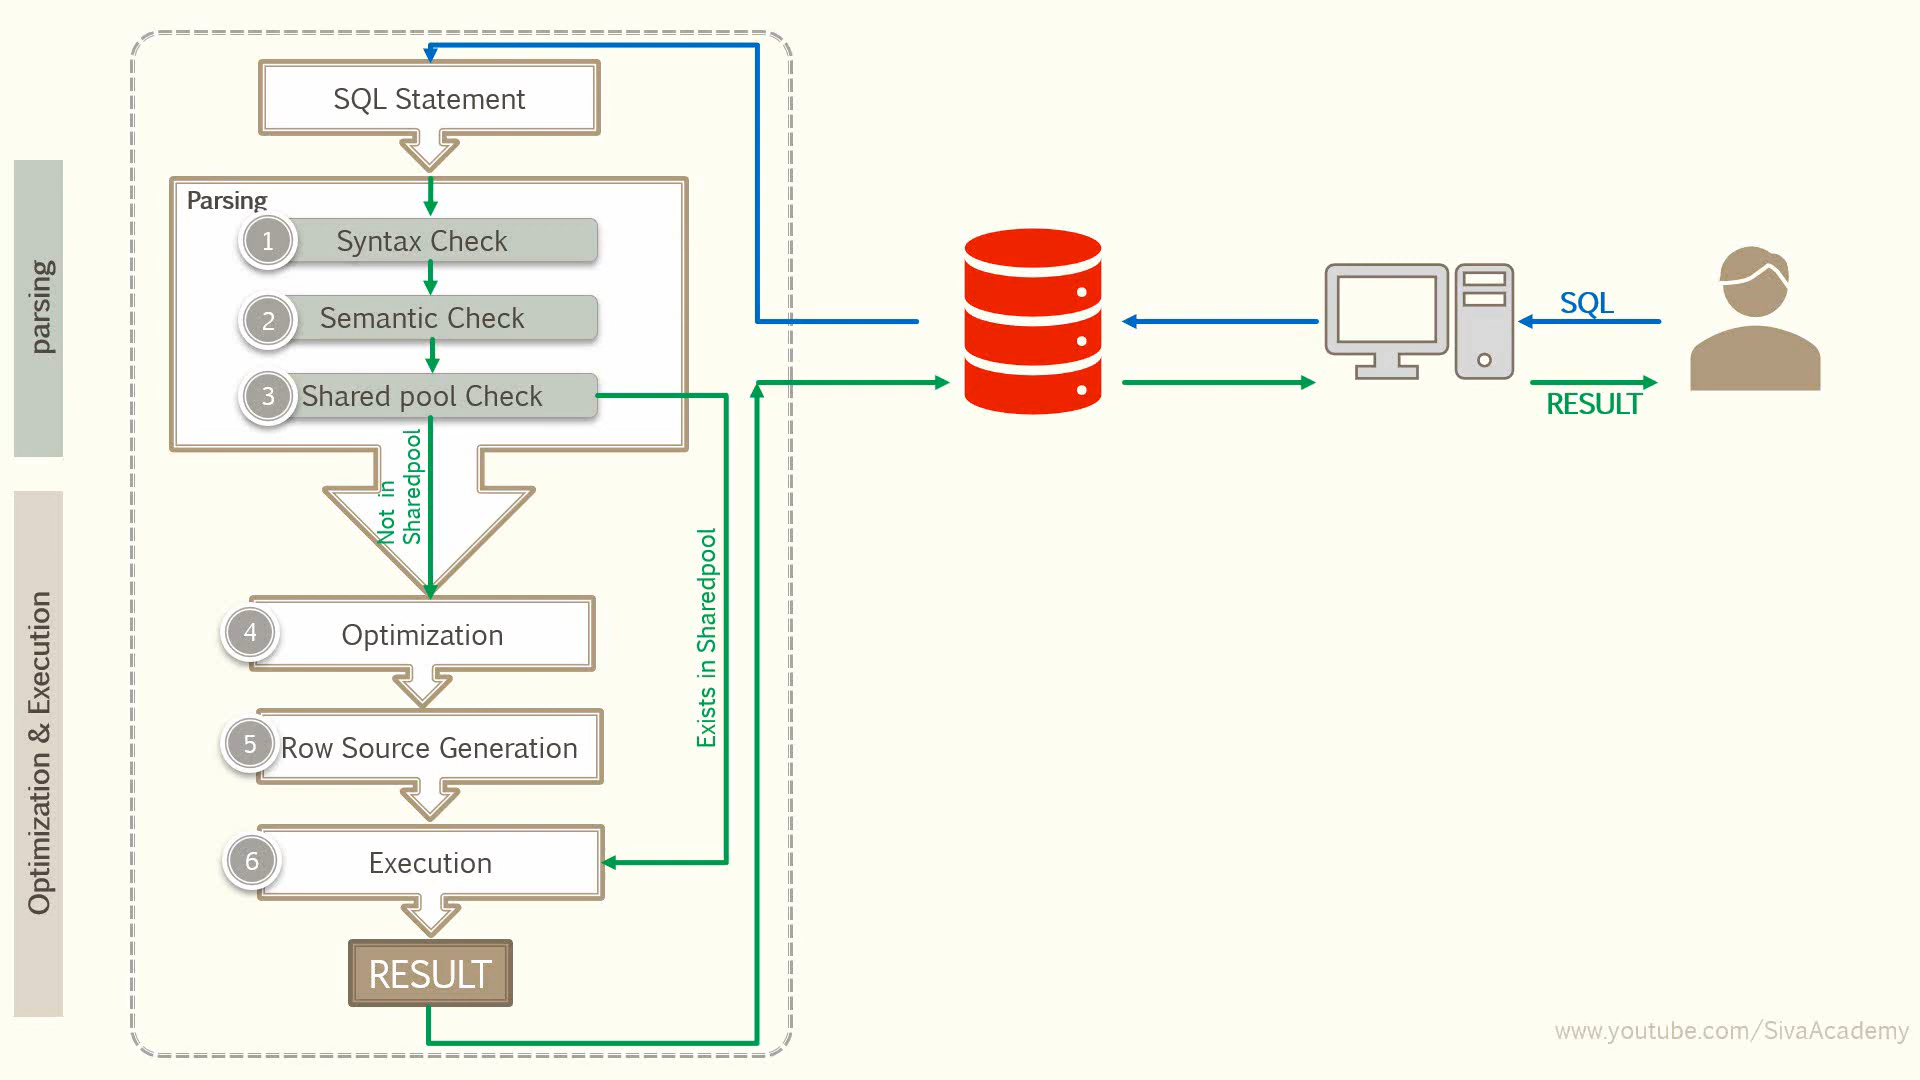 SQL Statement
Parsing
1
Syntax Check
2
Semantic Check
3
Shared pool Check
Not in
Sharedpool
Exists in Sharedpool
4
Optimization
5
Row Source Generation
6
Execution
RESULT
parsing
Optimization & Execution
SQL
RESULT
www.youtube.com/SivaAcademy